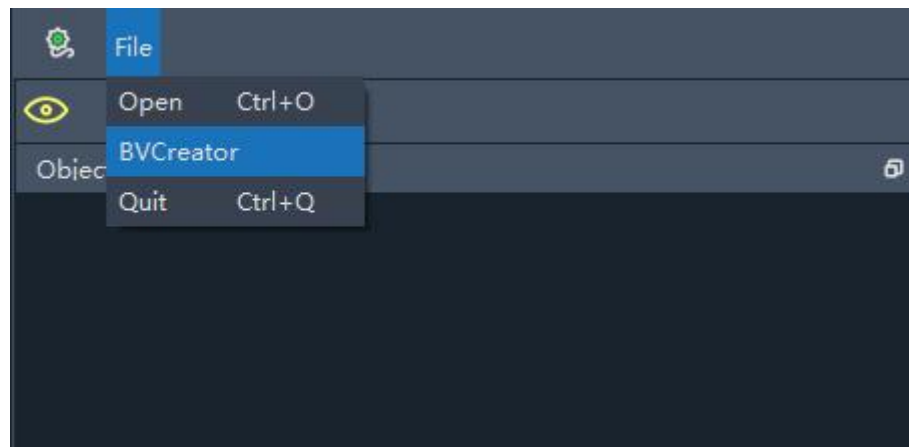 File
Open Ctrl+O
BVCreator
Objec
Quit Ctrl+Q